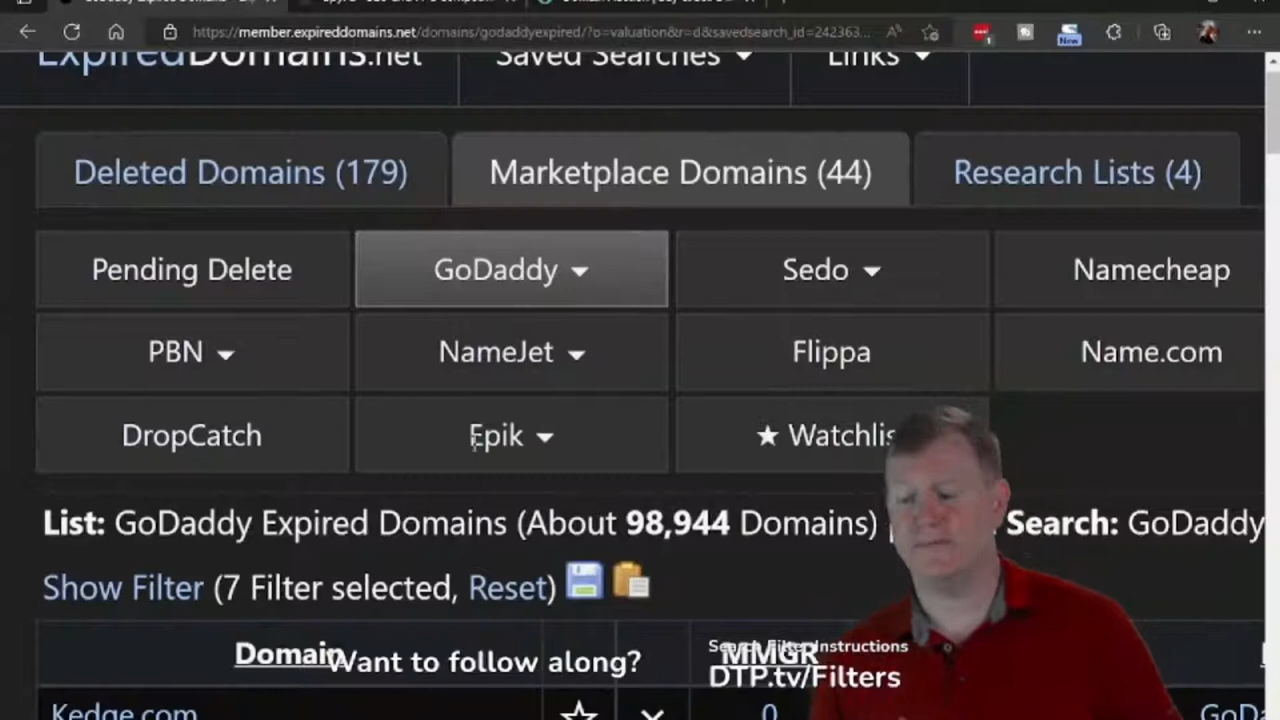 https://member.expireddomains.net/domains/godaddyexpired/?o=valuation&r=d&savedsearch_id=242363...
New
ExpiredDomains.net
Saved Searches
Links
Deleted Domains (179)
Marketplace Domains (44)
Research Lists (4)
Pending Delete
GoDaddy
Sedo
Namecheap
PBN
NameJet
Flippa
Name.com
DropCatch
Epik
★ Watchlis
List: GoDaddy Expired Domains (About 98,944 Domains)
Search: GoDaddy
Show Filter (7 Filter selected, Reset)
Domain
MMGR
Want to follow along?
Search Filter Instructions
DTP.tv/Filters
Kedge.com
0
GoDa